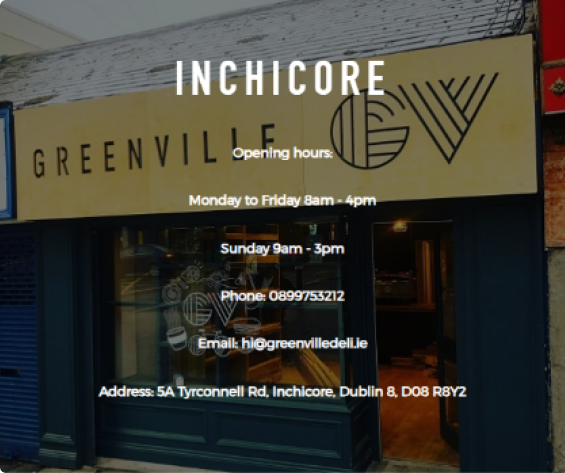 INCHICORE
GREENVILLE GV
Opening hours:
Monday to Friday 8am - 4pm
Sunday 9am - 3pm
GV
Phone: 0899753212
Email: hi@greenvilledeli.ie
Address: 5A Tyrconnell Rd, Inchicore, Dublin 8, D08 R8Y2